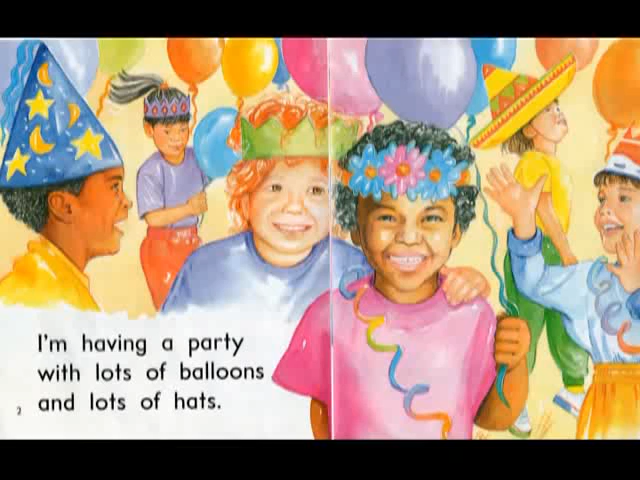 I'm having a party
with lots of balloons
and lots of hats.
2